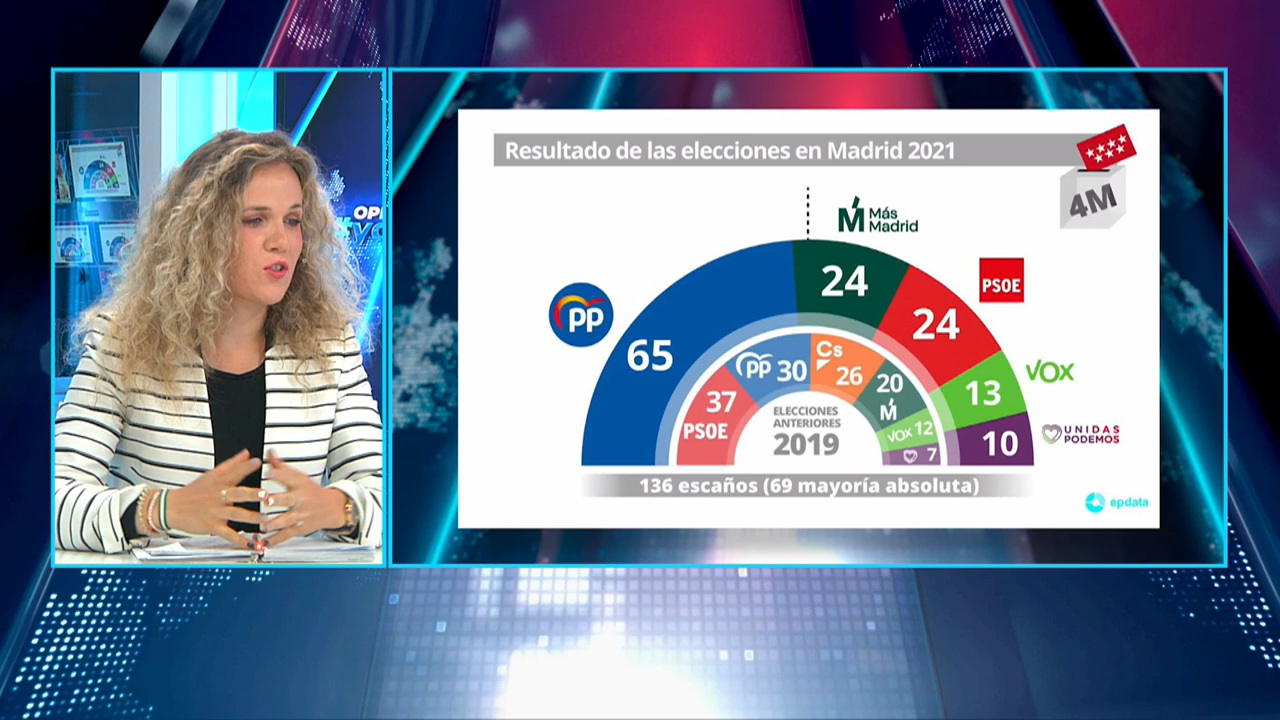 Resultado de las elecciones en Madrid 2021
4M
Más
Madrid
24
PSOE
PP
65
24
VOX
13
UNIDAS
PODEMOS
10
PP 30
Cs
26
20
M
37
PSOE
VOX 12
7
ELECCIONES
ANTERIORES
2019
136 escaños (69 mayoría absoluta)
epdata